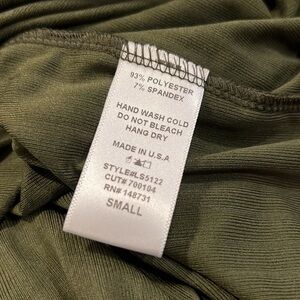 93% POLYESTER
7% SPANDEX
HAND WASH COLD
DO NOT BLEACH
HANG DRY
MADE IN U.S.A
STYLE#LS5122
CUT# 700104
RN# 148731
SMALL